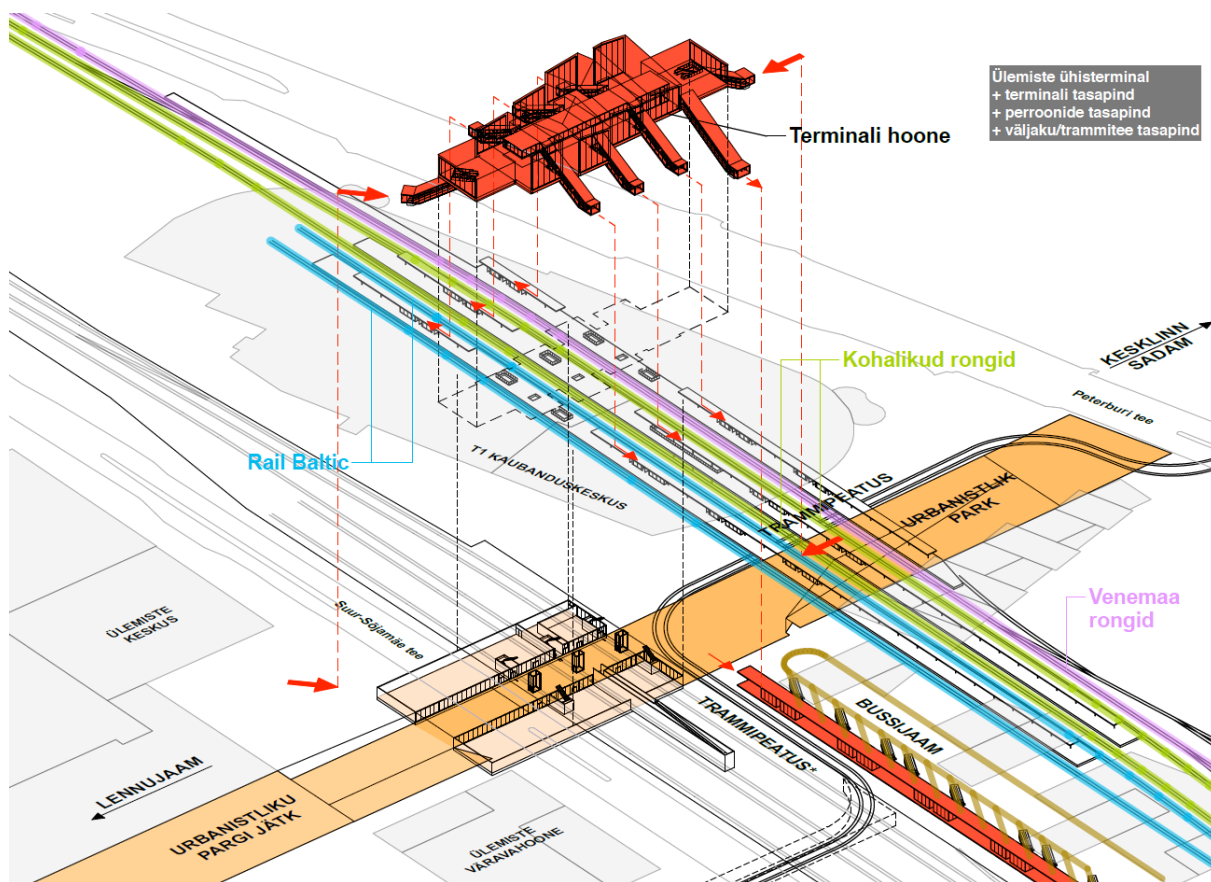 Ülemiste ühisterminal
+ terminali tasapind
+ perroonide tasapind
+ väljaku/trammitee tasapind
Terminali hoone
KESKLINN
SADAM
Kohalikud rongid
Peterburi tee
Rail Baltic
T1 KAUBANDUSKESKUS
TRAMMIPEATUS
URBANISTLIK
PARK
Venemaa
rongid
ÜLEMISTE
KESKUS
Suur-Sõjamäe tee
BUSSIJAAM
TRAMMIPEATUS*
LENNUJAAM
URBANISTLIKU
PARGI JÄTK
ÜLEMISTE
VÄRAVAHOONE